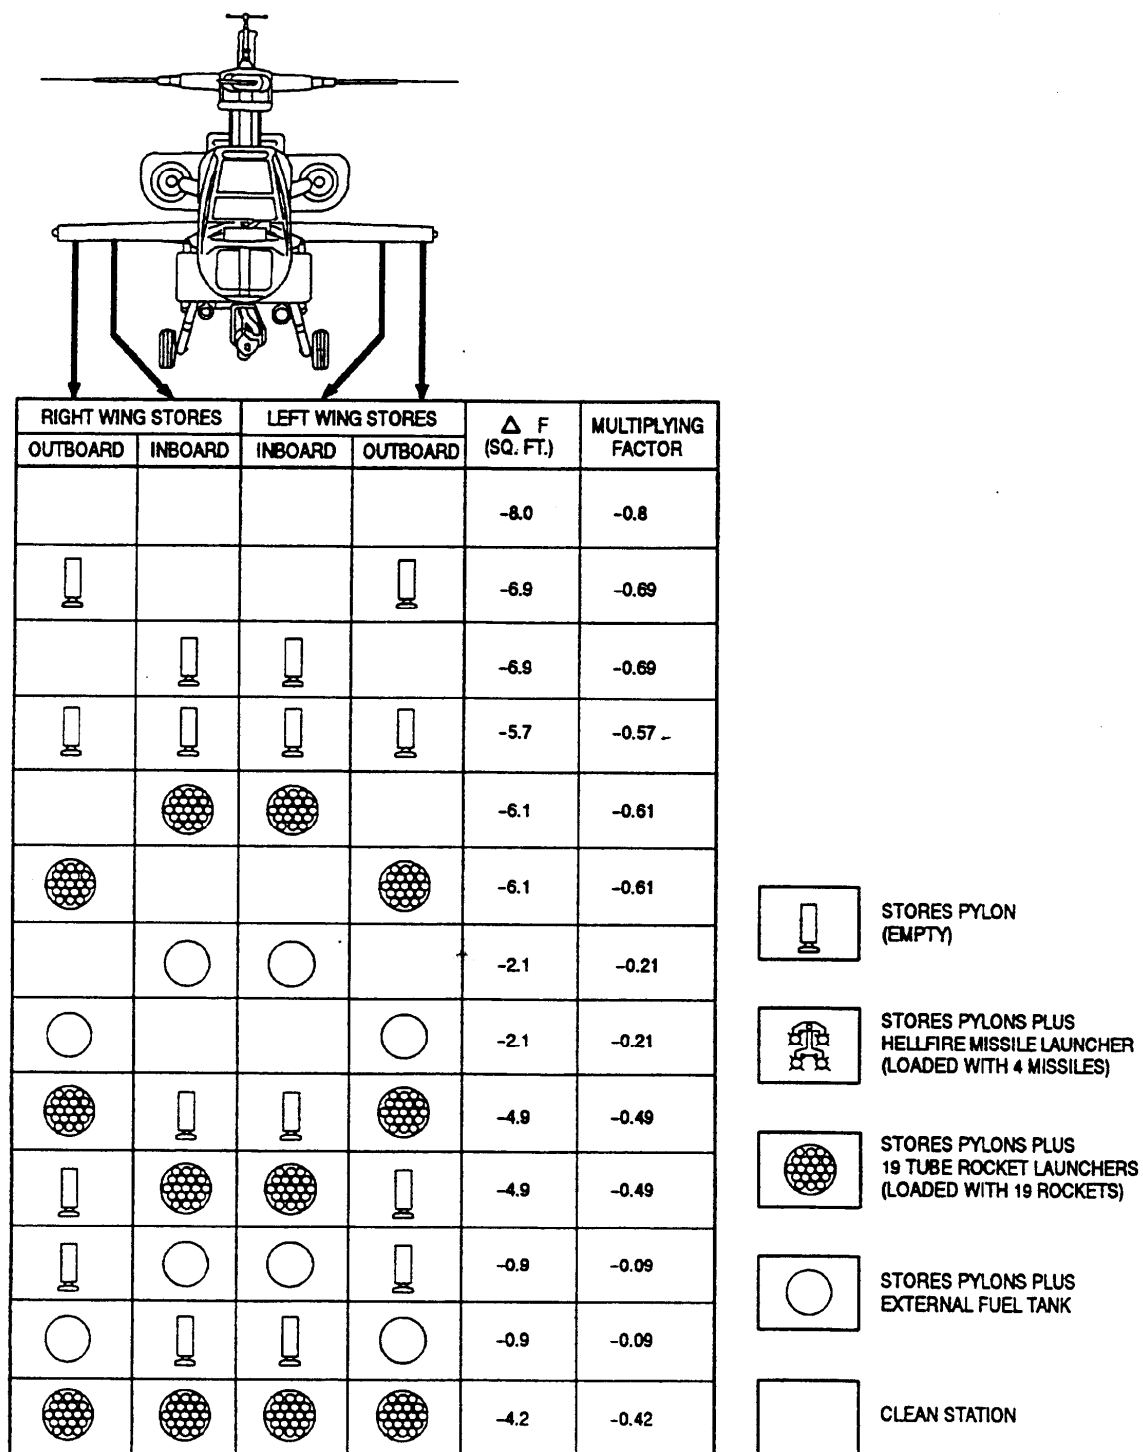 RIGHT WING STORES LEFT WING STORES Δ F MULTIPLYING
OUTBOARD INBOARD INBOARD OUTBOARD (SQ. FT.) FACTOR
-8.0 -0.8
-6.9 -0.69
-6.9 -0.69
-5.7 -0.57
-6.1 -0.61
-6.1 -0.61
-2.1 -0.21
-2.1 -0.21
-4.9 -0.49
-4.9 -0.49
-0.9 -0.09
-0.9 -0.09
-4.2 -0.42
STORES PYLON
(EMPTY)
STORES PYLONS PLUS
HELLFIRE MISSILE LAUNCHER
(LOADED WITH 4 MISSILES)
STORES PYLONS PLUS
19 TUBE ROCKET LAUNCHERS
(LOADED WITH 19 ROCKETS)
STORES PYLONS PLUS
EXTERNAL FUEL TANK
CLEAN STATION